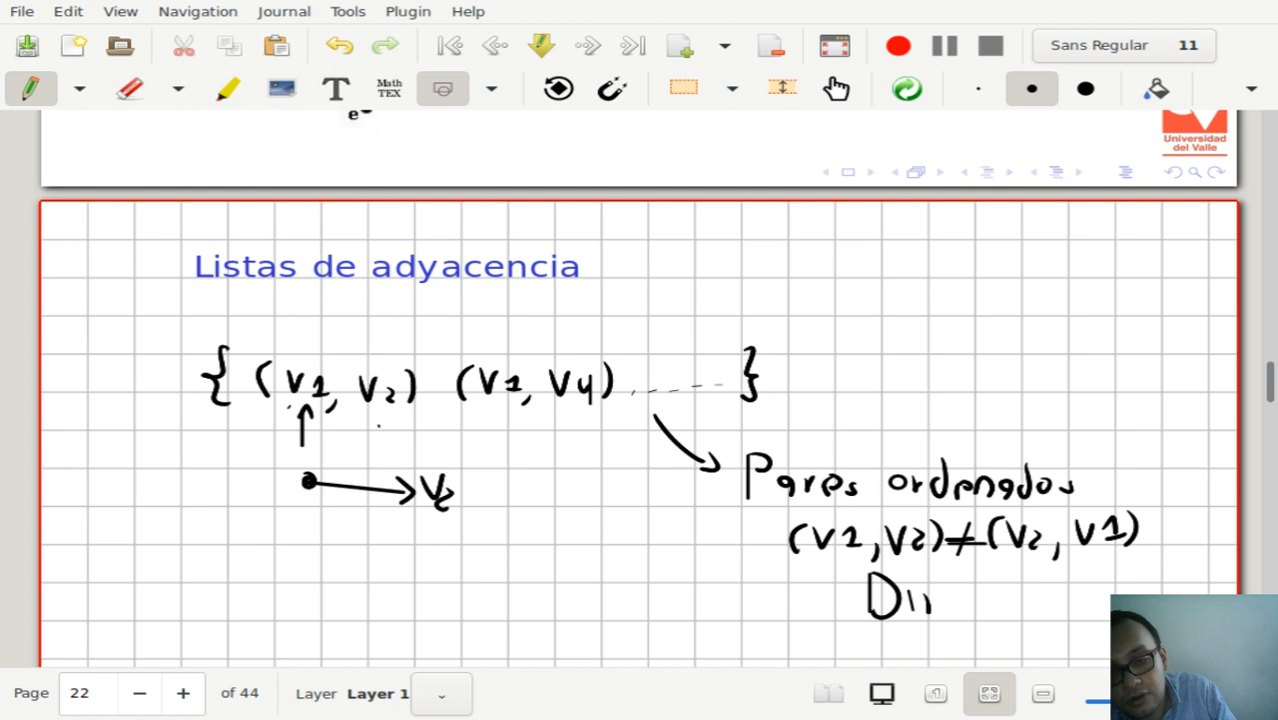 File Edit View Navigation Journal Tools Plugin Help
Sans Regular 11
T Math TEX
Universidad
del Valle
Listas de adyacencia
{ (V1, V2) (V1, V4) ------ }
V2
Pares ordenados
(V1, V2) ≠ (V2, V1)
Page 22 of 44 Layer Layer 1